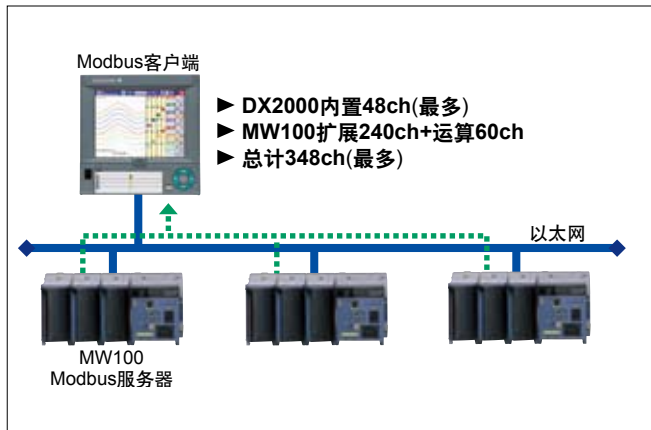 Modbus客户端
► DX2000内置48ch(最多)
► MW100扩展240ch+运算60ch
► 总计348ch(最多)
以太网
MW100
Modbus服务器